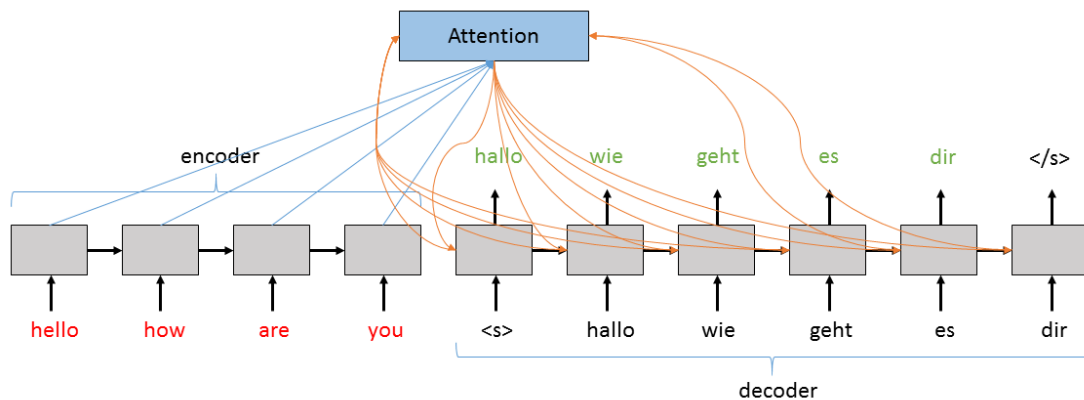 Attention
encoder
hallo wie geht es dir </s>
hello how are you <s> hallo wie geht es dir
decoder